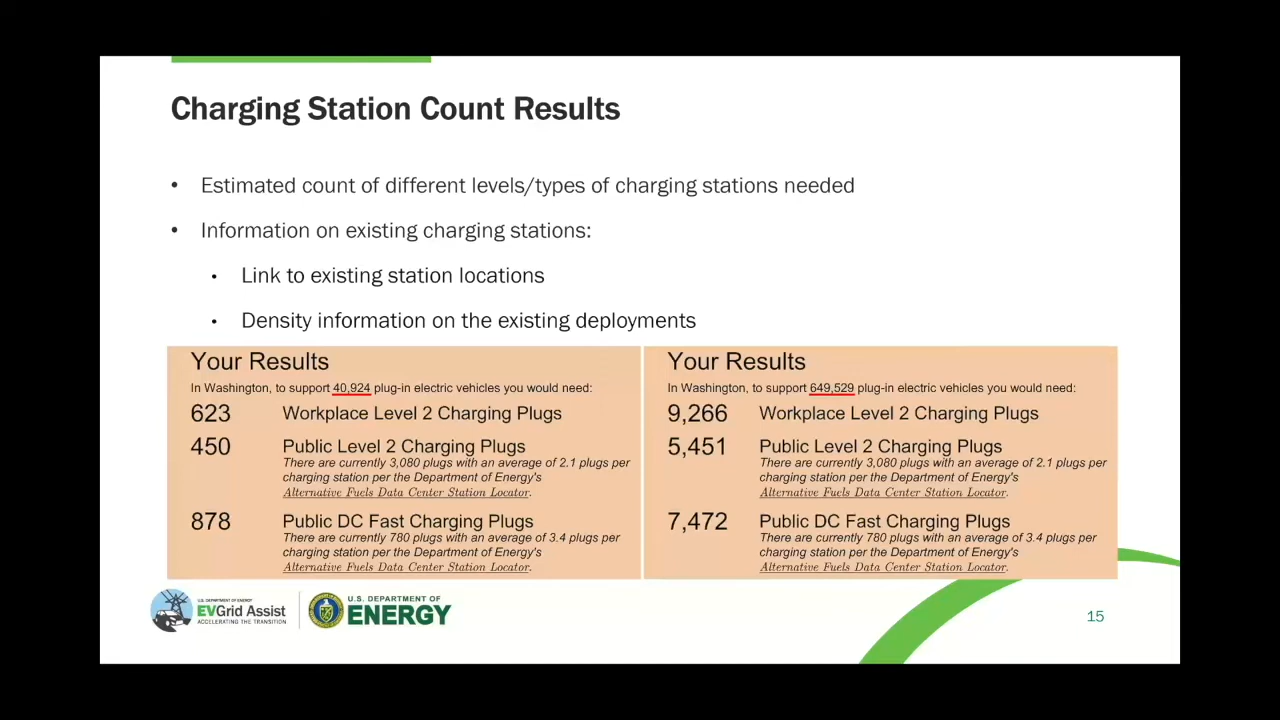 Charging Station Count Results
• Estimated count of different levels/types of charging stations needed
• Information on existing charging stations:
• Link to existing station locations
• Density information on the existing deployments
Your Results
In Washington, to support 40,924 plug-in electric vehicles you would need:
623 Workplace Level 2 Charging Plugs
450 Public Level 2 Charging Plugs
There are currently 3,080 plugs with an average of 2.1 plugs per
charging station per the Department of Energy's
Alternative Fuels Data Center Station Locator.
878 Public DC Fast Charging Plugs
There are currently 780 plugs with an average of 3.4 plugs per
charging station per the Department of Energy's
Alternative Fuels Data Center Station Locator.
Your Results
In Washington, to support 649,529 plug-in electric vehicles you would need:
9,266 Workplace Level 2 Charging Plugs
5,451 Public Level 2 Charging Plugs
There are currently 3,080 plugs with an average of 2.1 plugs per
charging station per the Department of Energy's
Alternative Fuels Data Center Station Locator.
7,472 Public DC Fast Charging Plugs
There are currently 780 plugs with an average of 3.4 plugs per
charging station per the Department of Energy's
Alternative Fuels Data Center Station Locator.
U.S. DEPARTMENT OF ENERGY
EVGrid Assist
ACCELERATING THE TRANSITION
U.S. DEPARTMENT OF
ENERGY
15